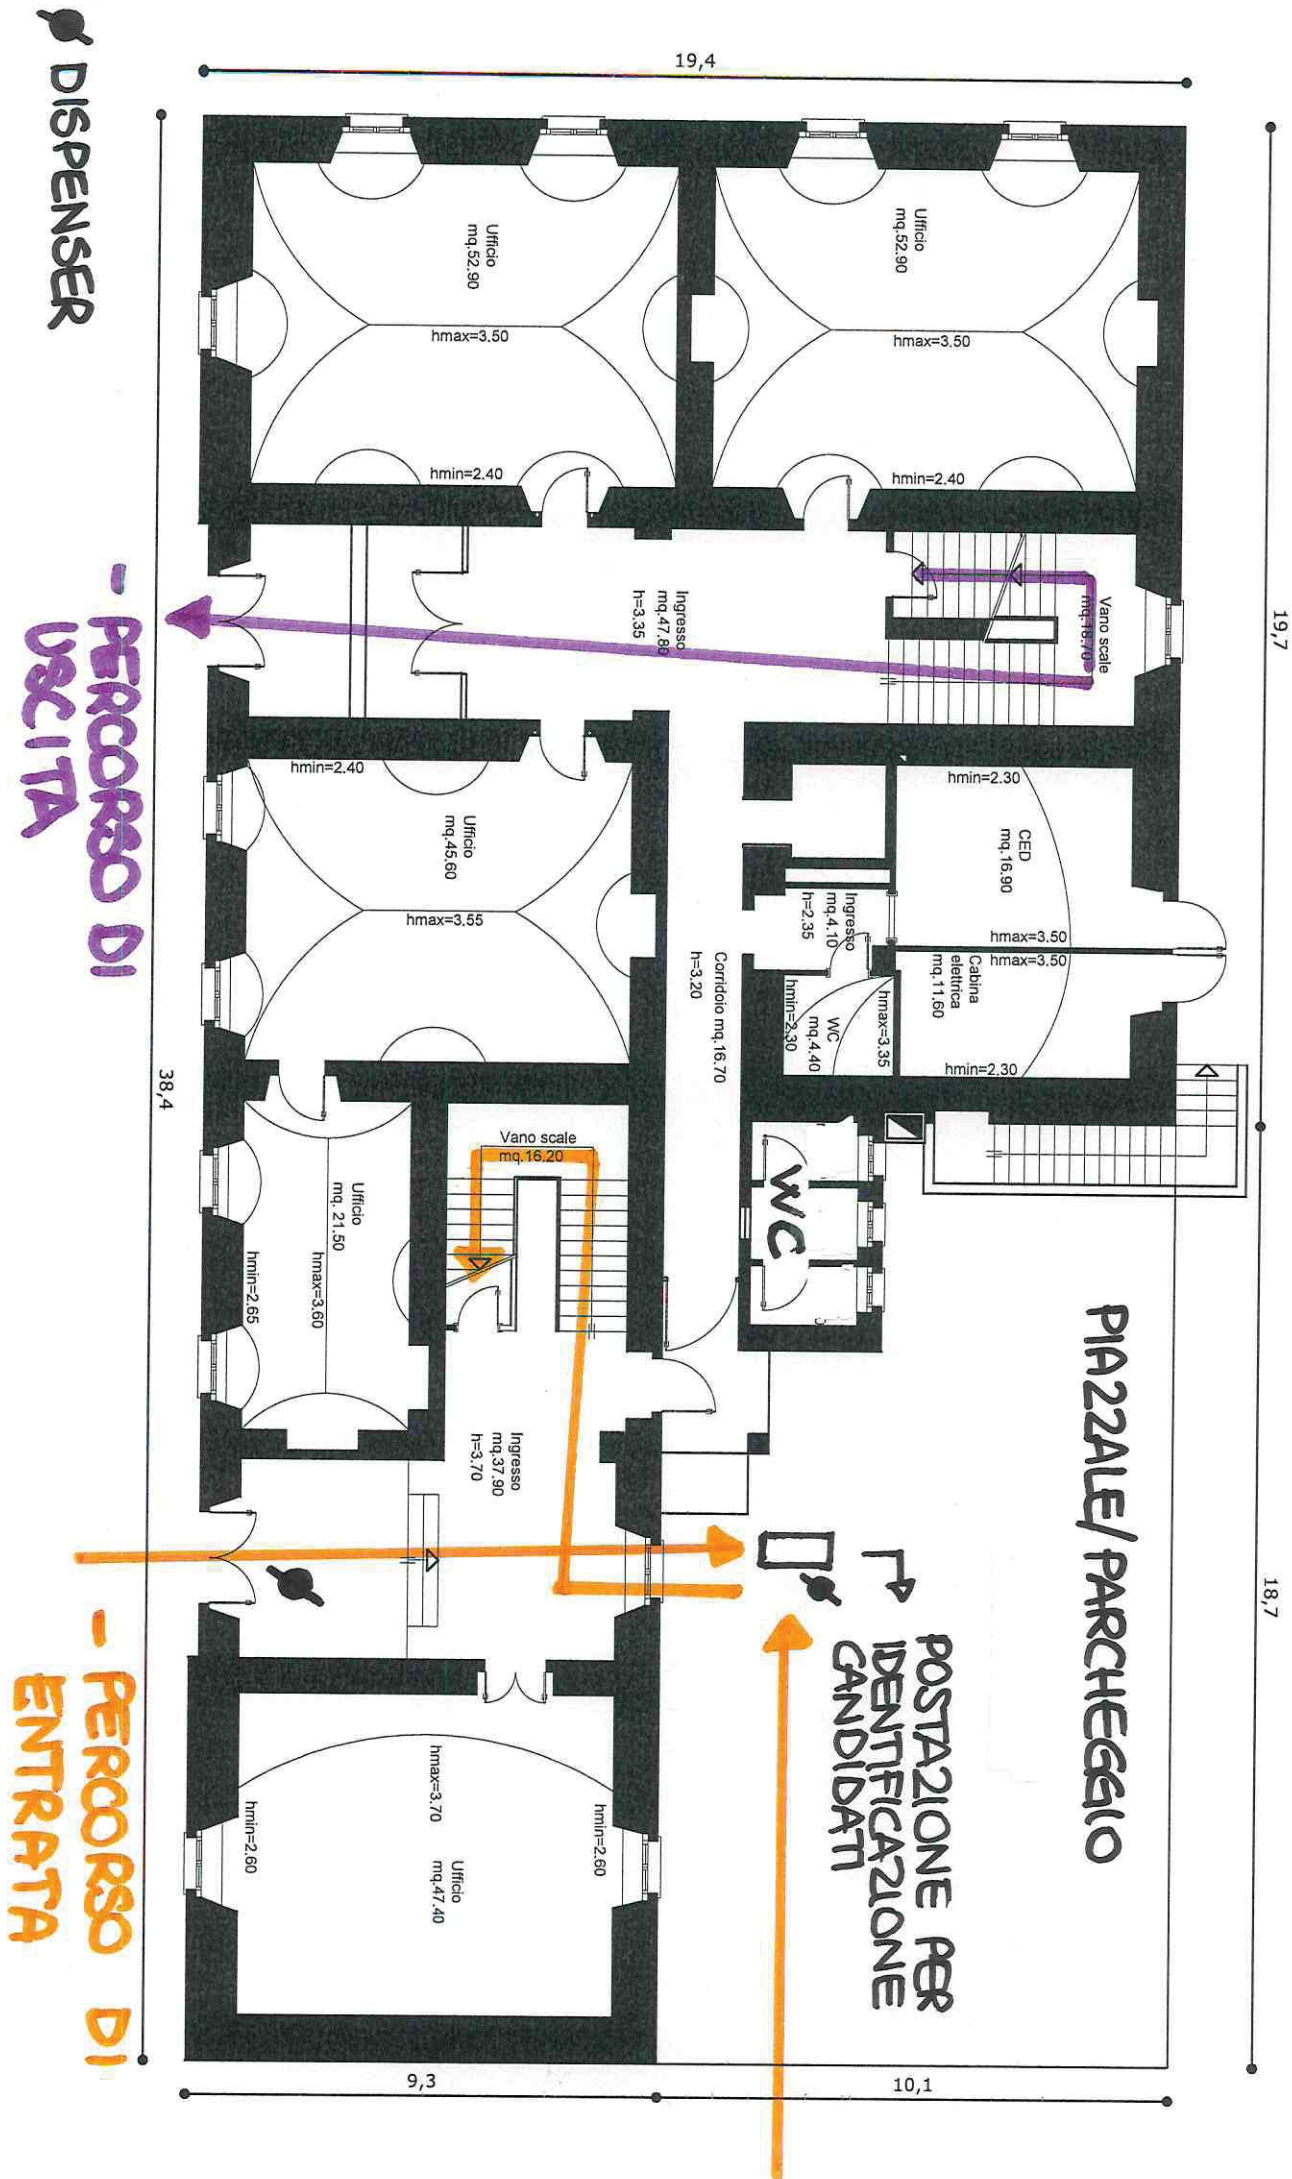 19,4
19,7
18,7
38,4
9,3
10,1
Ufficio
mq.52.90
hmax=3.50
hmin=2.40
Ufficio
mq.52.90
hmax=3.50
hmin=2.40
Ingresso
mq.47.80
h=3.35
Vano scale
mq.18.70
hmin=2.40
Ufficio
mq.45.60
hmax=3.55
hmin=2.30
CED
mq.16.90
hmax=3.50
hmax=3.50
Cabina
elettrica
mq.11.60
hmin=2.30
Ingresso
mq.4.10
h=2.35
hmax=3.35
WC
mq.4.40
hmin=2.30
Corridoio mq.16.70
h=3.20
WC
Vano scale
mq.16.20
Ufficio
mq. 21.50
hmax=3.60
hmin=2.65
Ingresso
mq.37.90
h=3.70
hmin=2.60
hmax=3.70
hmin=2.60
Ufficio
mq.47.40
PIAZZALE/PARCHEGGIO
POSTAZIONE PER
IDENTIFICAZIONE
CANDIDATI
DISPENSER
- PERCORSO DI
USCITA
- PERCORSO DI
ENTRATA